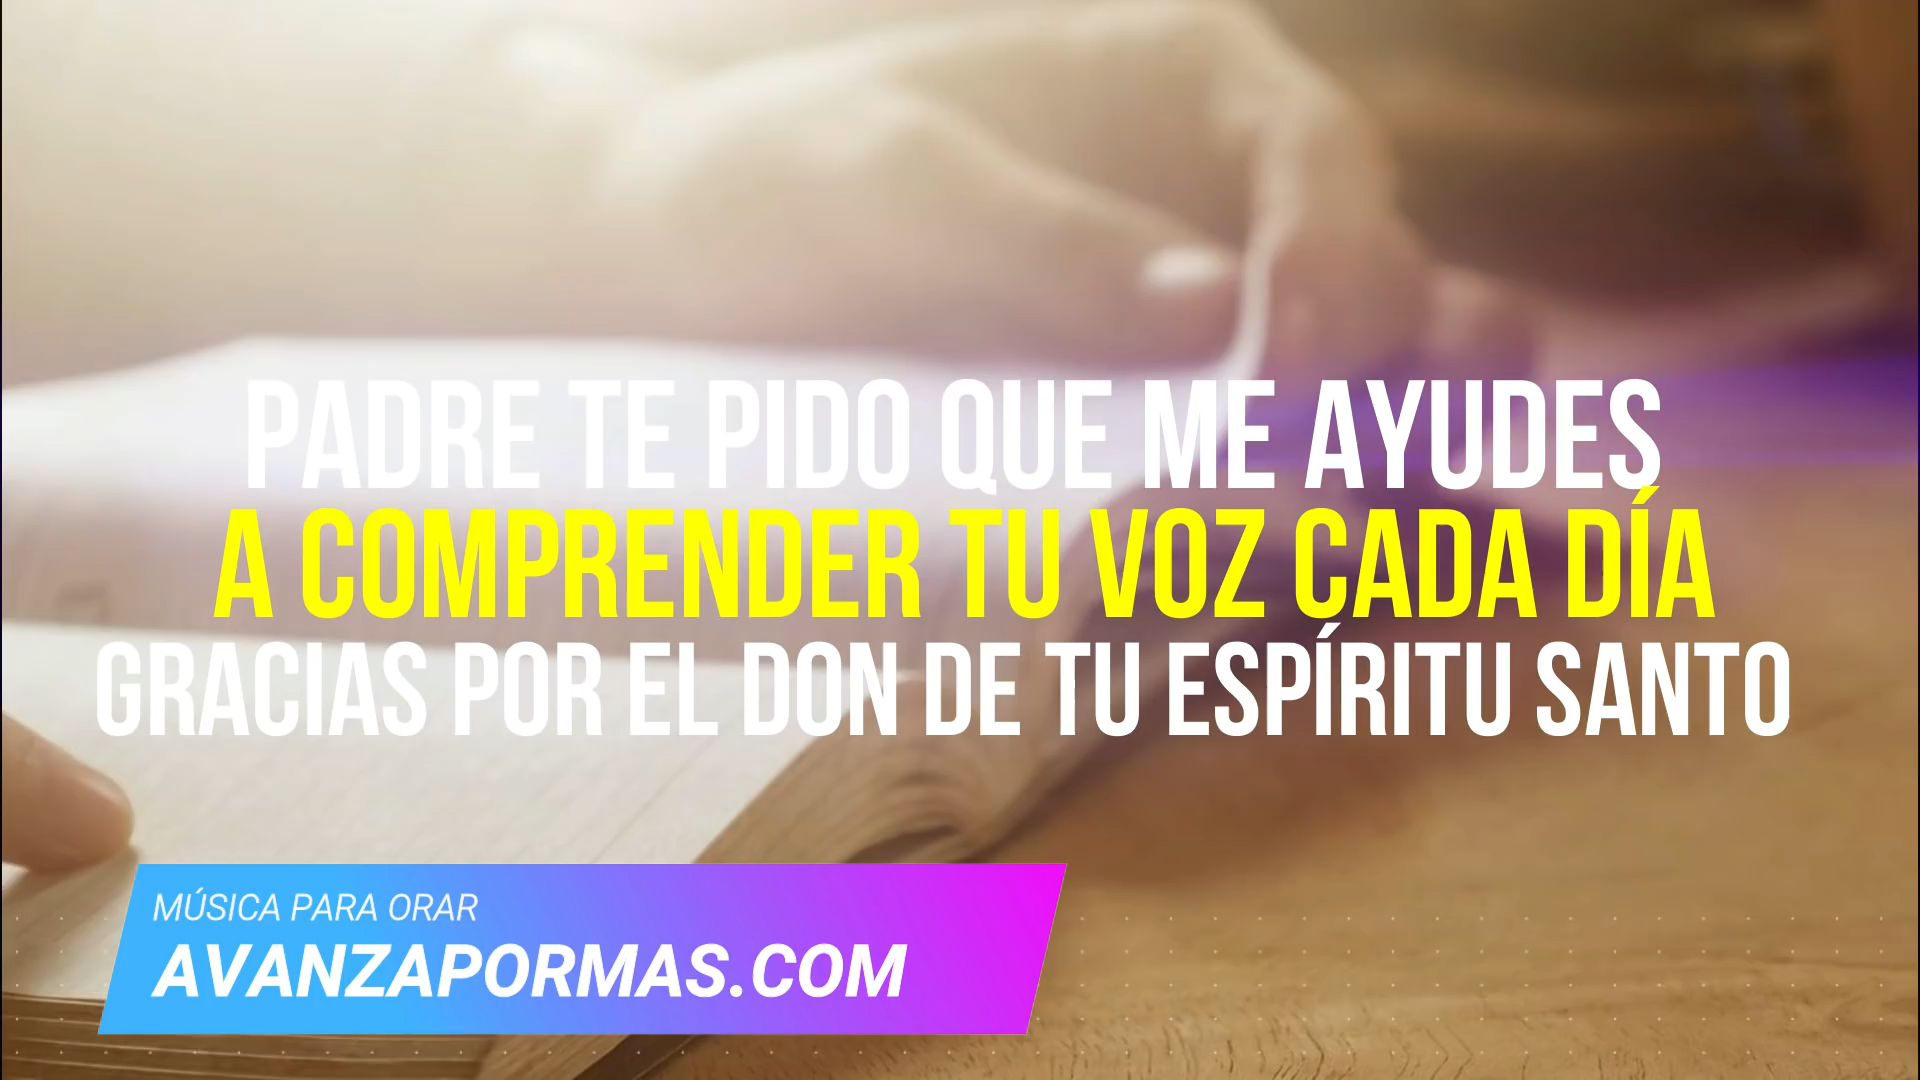 PADRE TE PIDO QUE ME AYUDES
A COMPRENDER TU VOZ CADA DÍA
GRACIAS POR EL DON DE TU ESPÍRITU SANTO
MÚSICA PARA ORAR
AVANZAPORMAS.COM